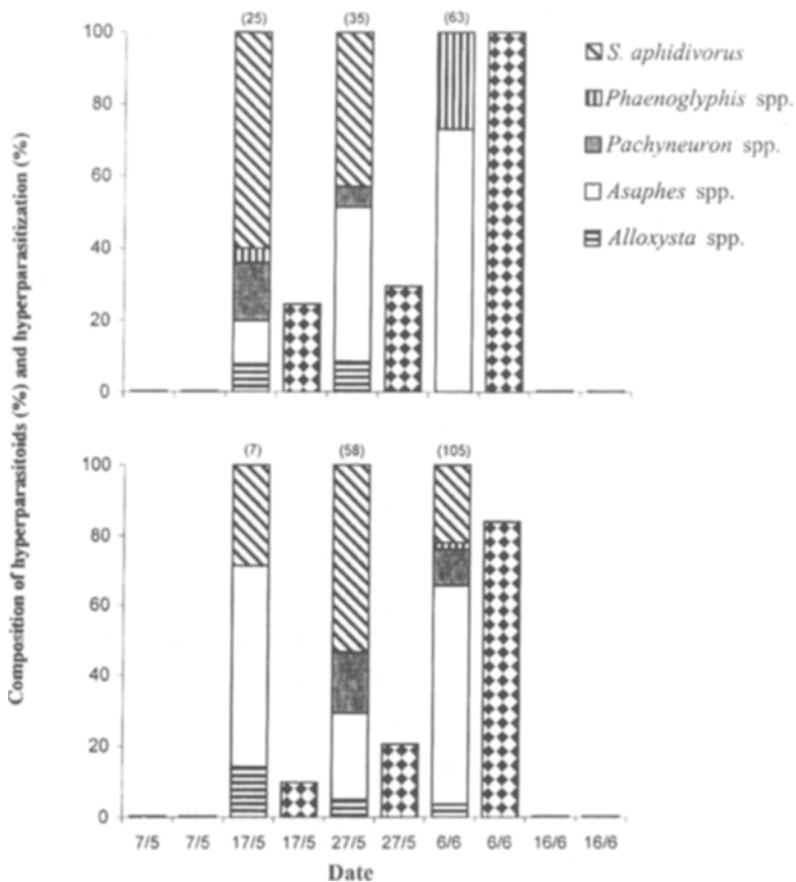 (25) (35) (63)
100
80
60
40
20
0
S. aphidivorus
Phaenoglyphis spp.
Pachyneuron spp.
Asaphes spp.
Alloxysta spp.
Composition of hyperparasitoids (%) and hyperparasitization (%)
(7) (58) (105)
100
80
60
40
20
0
7/5 7/5 17/5 17/5 27/5 27/5 6/6 6/6 16/6 16/6
Date